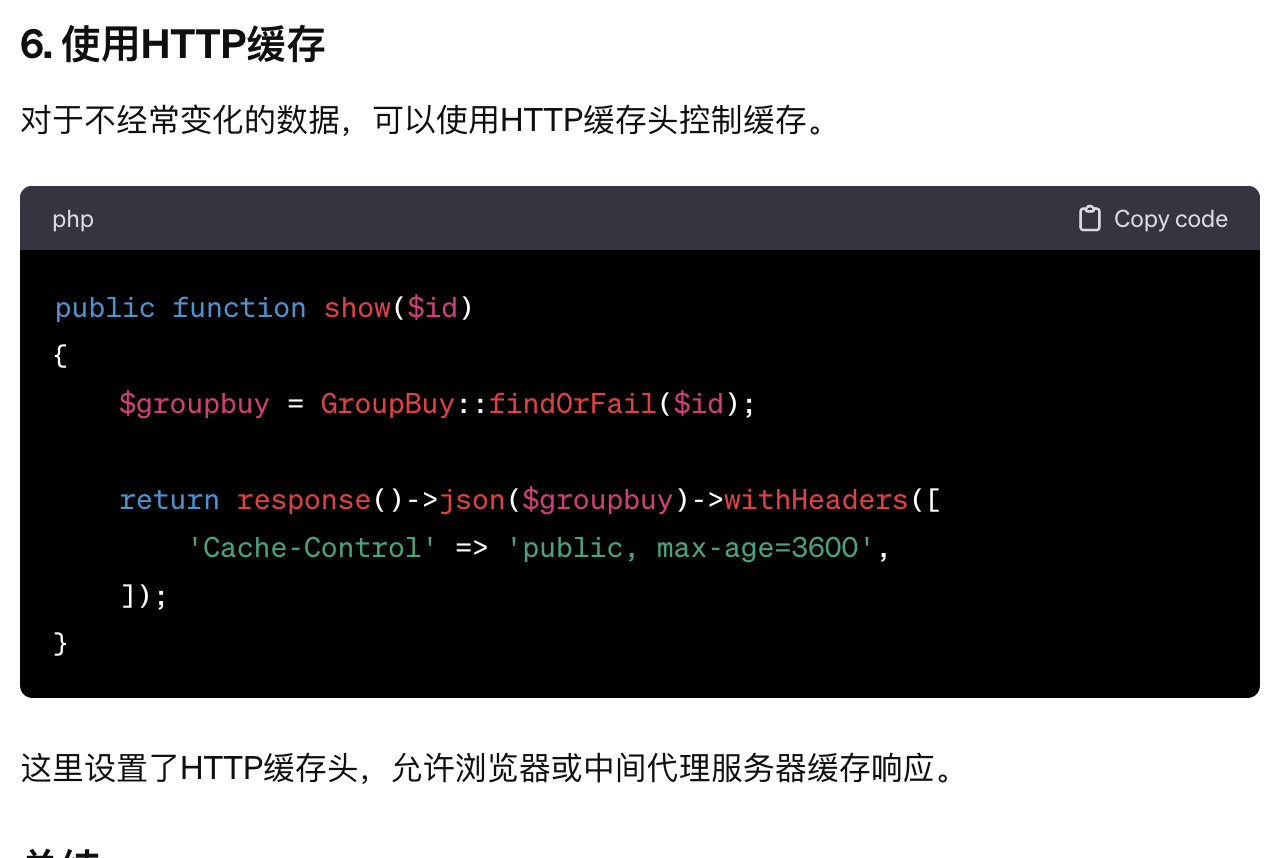 6. 使用HTTP缓存
对于不经常变化的数据，可以使用HTTP缓存头控制缓存。
php
Copy code
public function show($id)
{
    $groupbuy = GroupBuy::findOrFail($id);
    return response()->json($groupbuy)->withHeaders([
        'Cache-Control' => 'public, max-age=3600',
    ]);
}
这里设置了HTTP缓存头，允许浏览器或中间代理服务器缓存响应。
总结